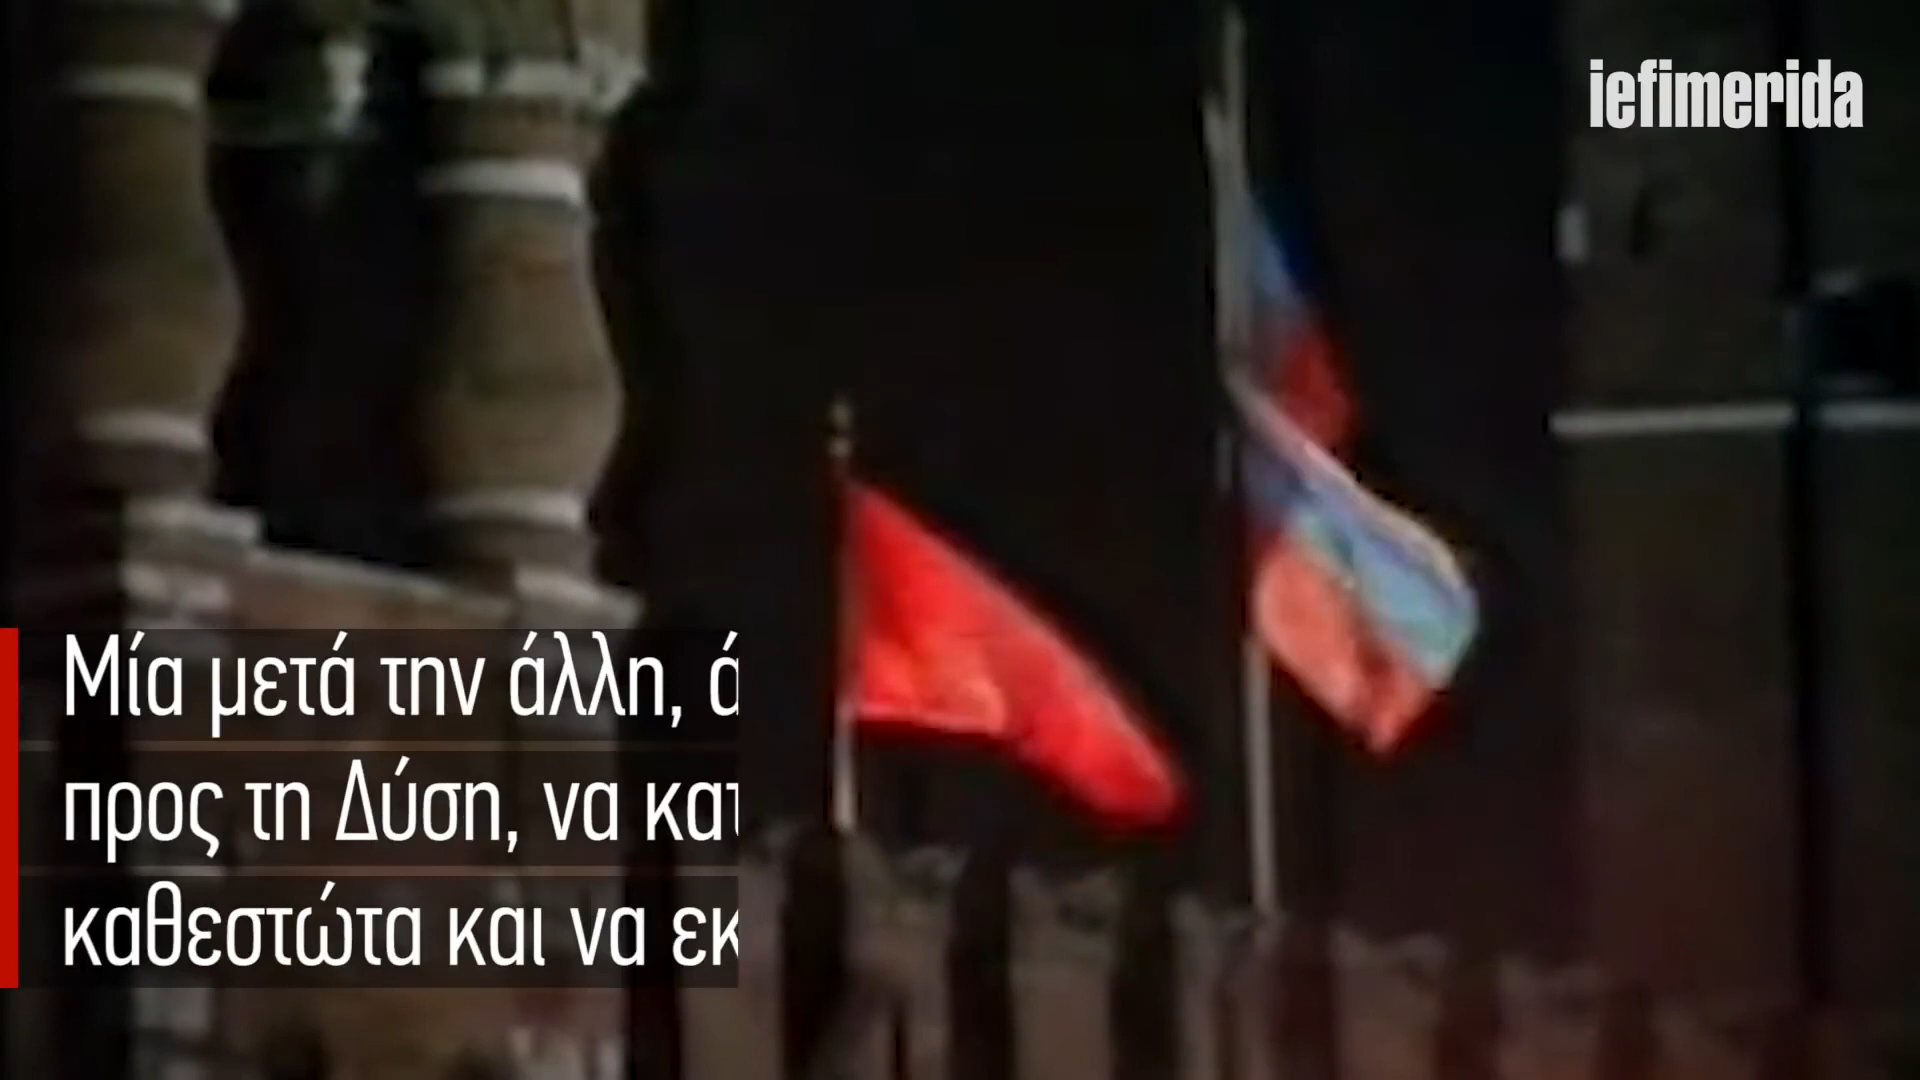 iefimerida
Μία μετά την άλλη,
προς τη Δύση, να
καθεστώτα και να